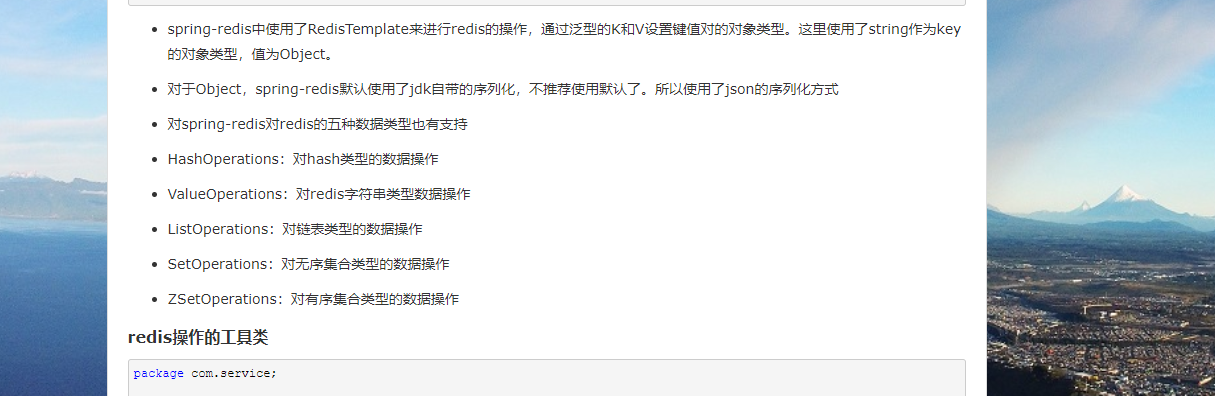 spring-redis中使用了RedisTemplate来进行redis的操作，通过泛型的K和V设置键值对的对象类型。这里使用了string作为key
的对象类型，值为Object。
对于Object，spring-redis默认使用了jdk自带的序列化，不推荐使用默认了。所以使用了json的序列化方式
对spring-redis对redis的五种数据类型也有支持
HashOperations：对hash类型的数据操作
ValueOperations：对redis字符串类型数据操作
ListOperations：对链表类型的数据操作
SetOperations：对无序集合类型的数据操作
ZSetOperations：对有序集合类型的数据操作
redis操作的工具类
package com.service;